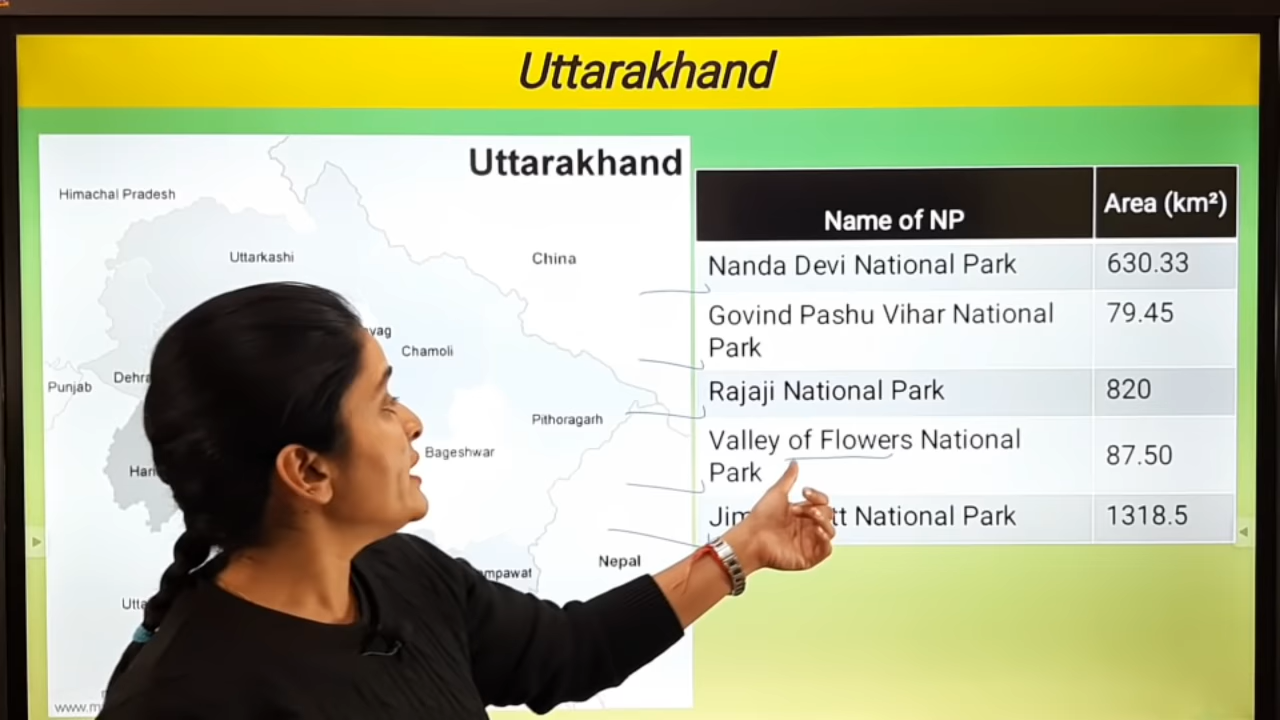 Uttarakhand
Uttarakhand
Himachal Pradesh
Uttarkashi
China
Chamoli
Punjab
Pithoragarh
Bageshwar
Nepal
Name of NP
Area (km²)
Nanda Devi National Park
630.33
Govind Pashu Vihar National
Park
79.45
Rajaji National Park
820
Valley of Flowers National
Park
87.50
National Park
1318.5